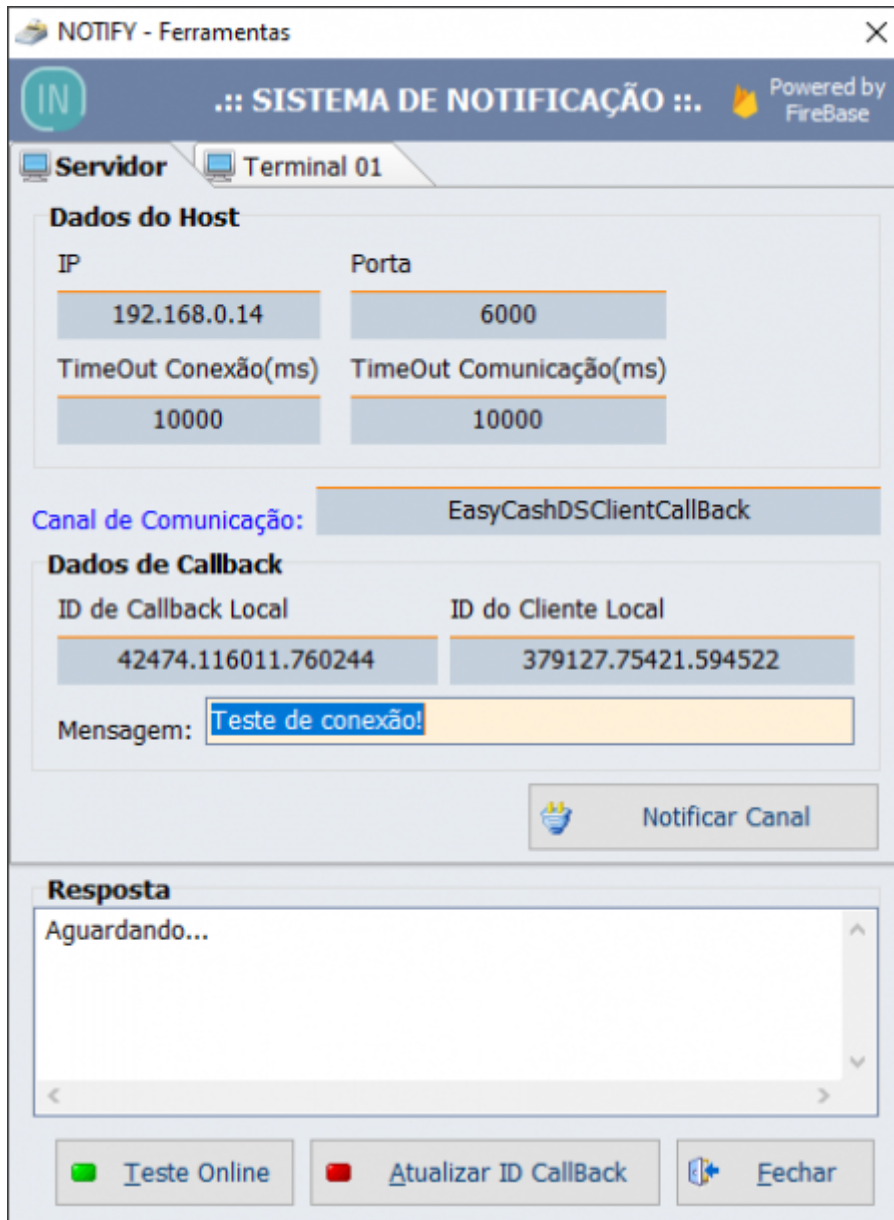 NOTIFY - Ferramentas
IN
.:: SISTEMA DE NOTIFICAÇÃO ::.
Powered by
FireBase
Servidor
Terminal 01
Dados do Host
IP
Porta
192.168.0.14
6000
TimeOut Conexão(ms)
TimeOut Comunicação(ms)
10000
10000
Canal de Comunicação:
EasyCashDSClientCallBack
Dados de Callback
ID de Callback Local
ID do Cliente Local
42474.116011.760244
379127.75421.594522
Mensagem:
Teste de conexão!
Notificar Canal
Resposta
Aguardando...
Teste Online
Atualizar ID CallBack
Fechar